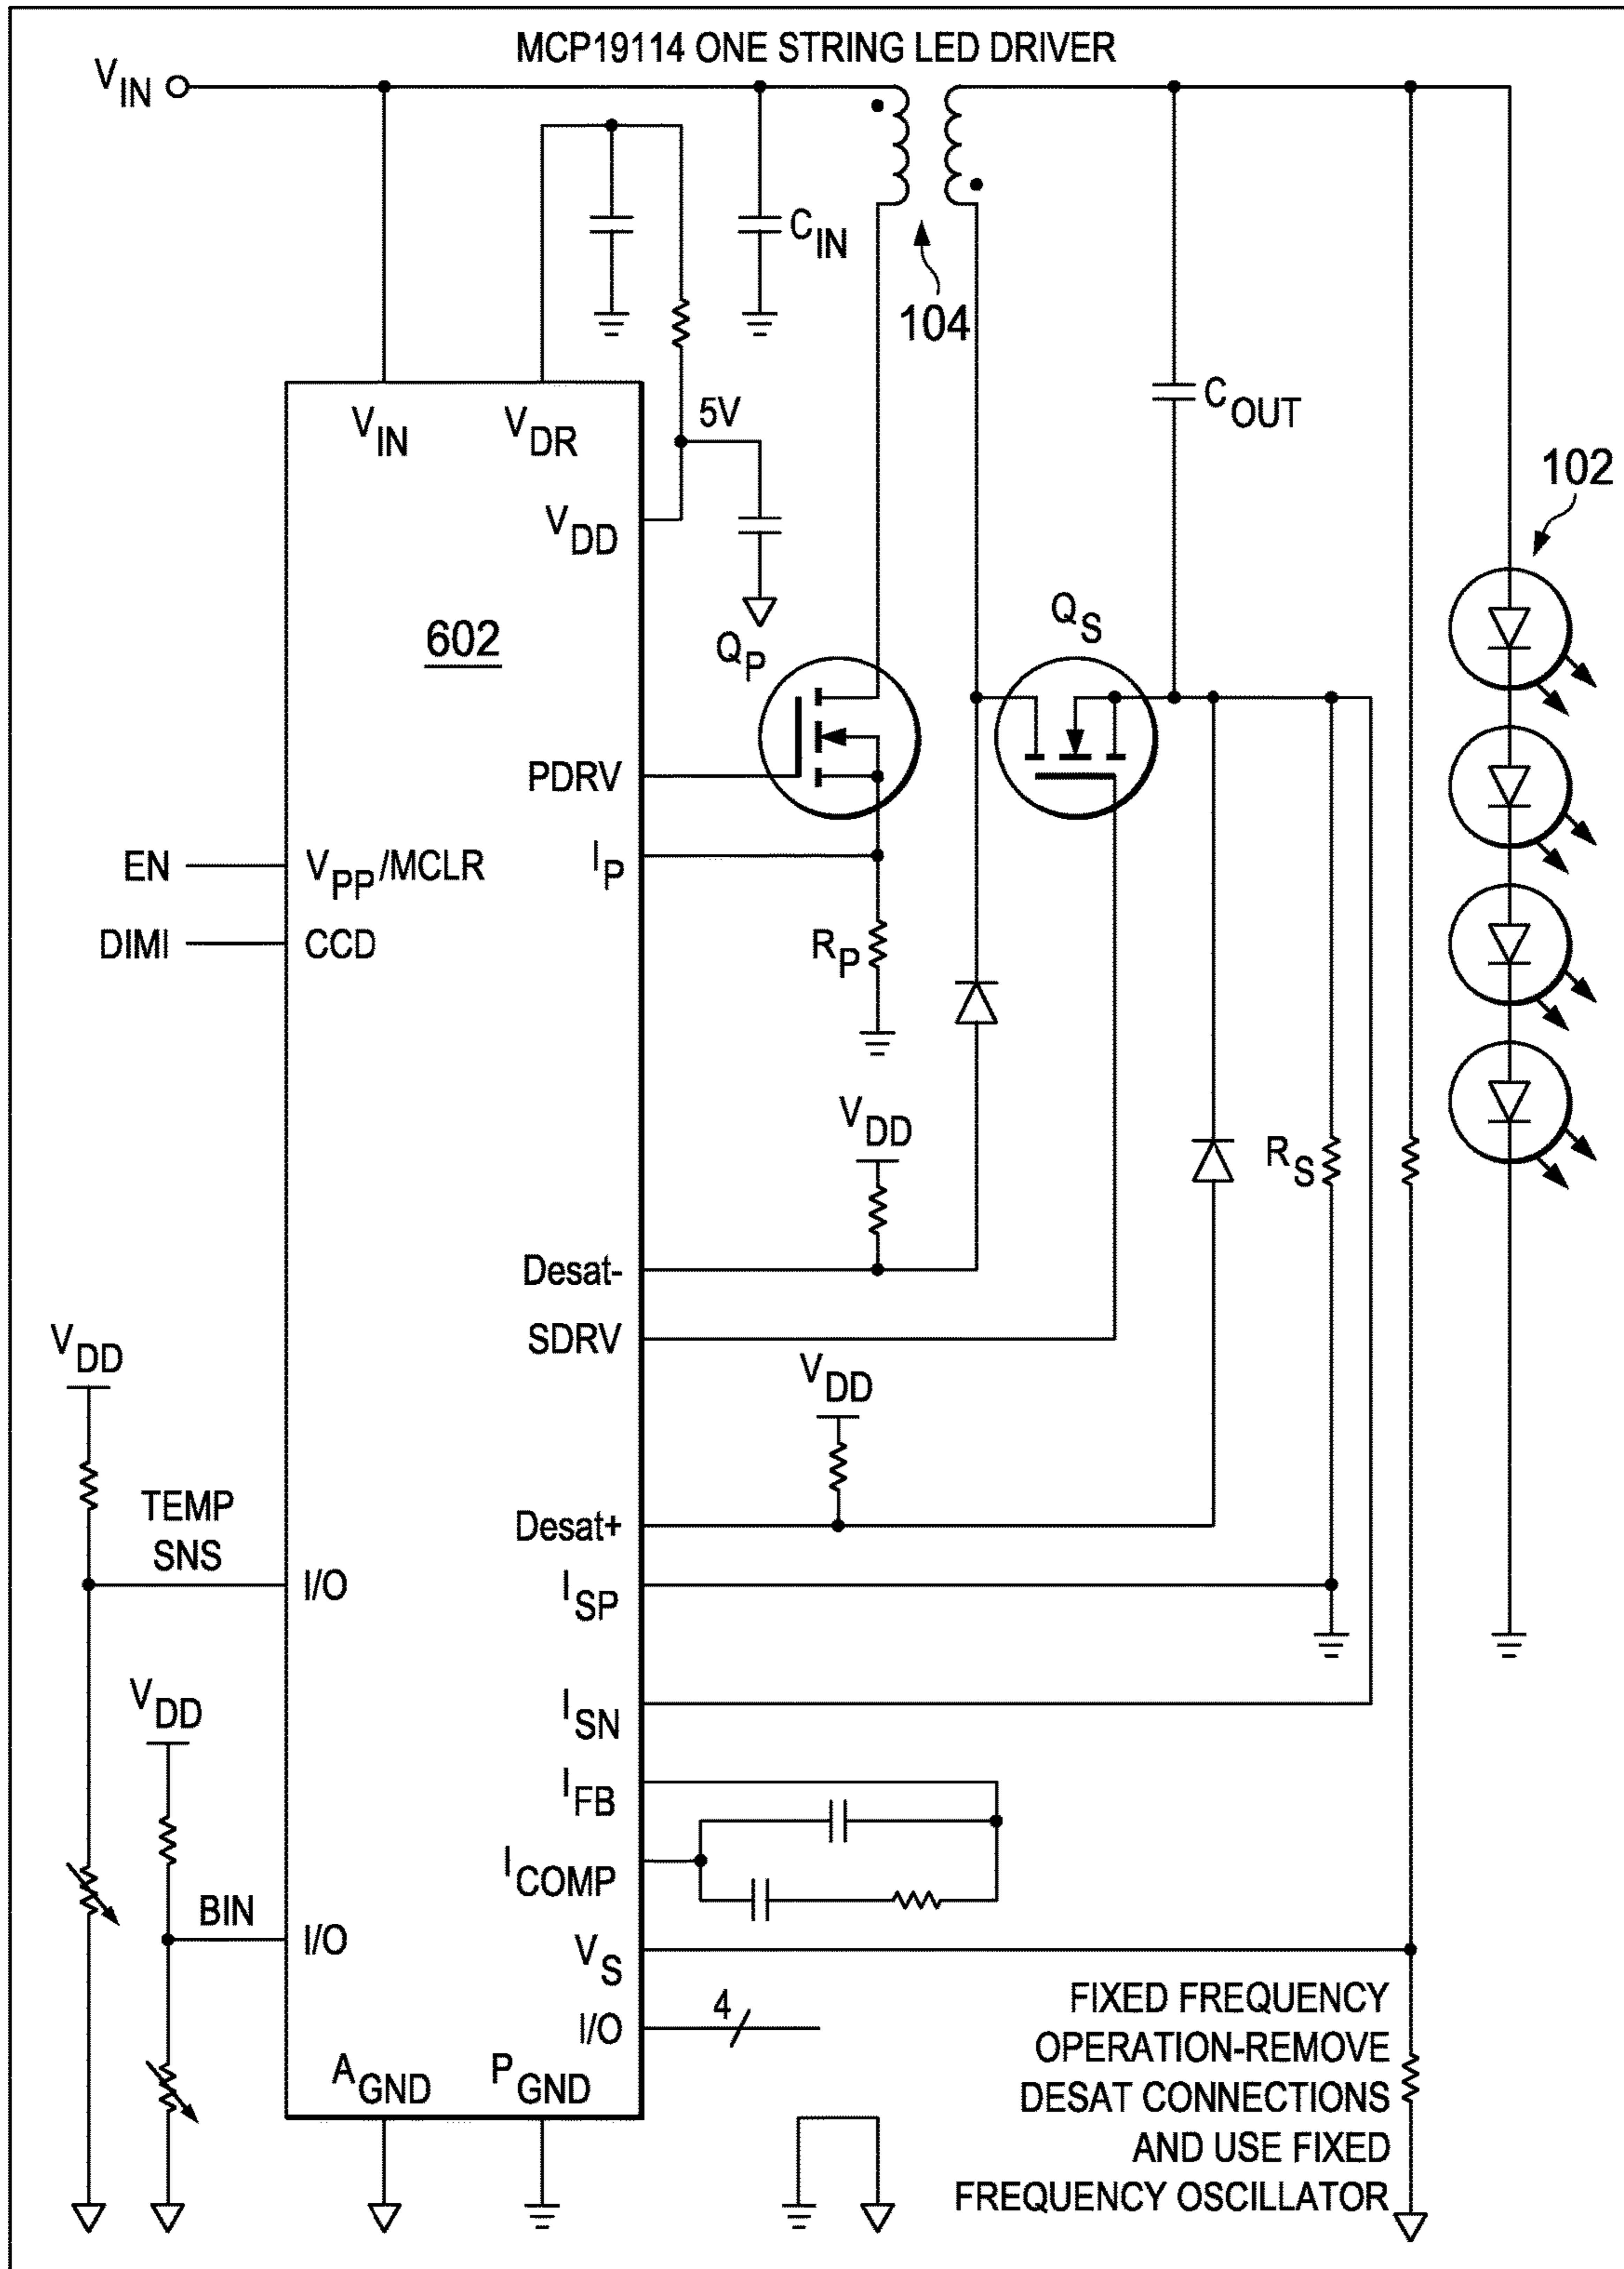 MCP19114 ONE STRING LED DRIVER
VIN
CIN
104
COUT
102
VIN
VDR
5V
VDD
602
QP
QS
PDRV
EN
VPP/MCLR
IP
DIMI
CCD
RP
VDD
RS
Desat-
SDRV
VDD
VDD
TEMP
SNS
Desat+
I/O
ISP
VDD
ISN
IFB
ICOMP
BIN
I/O
VS
4
I/O
AGND
PGND
FIXED FREQUENCY
OPERATION-REMOVE
DESAT CONNECTIONS
AND USE FIXED
FREQUENCY OSCILLATOR